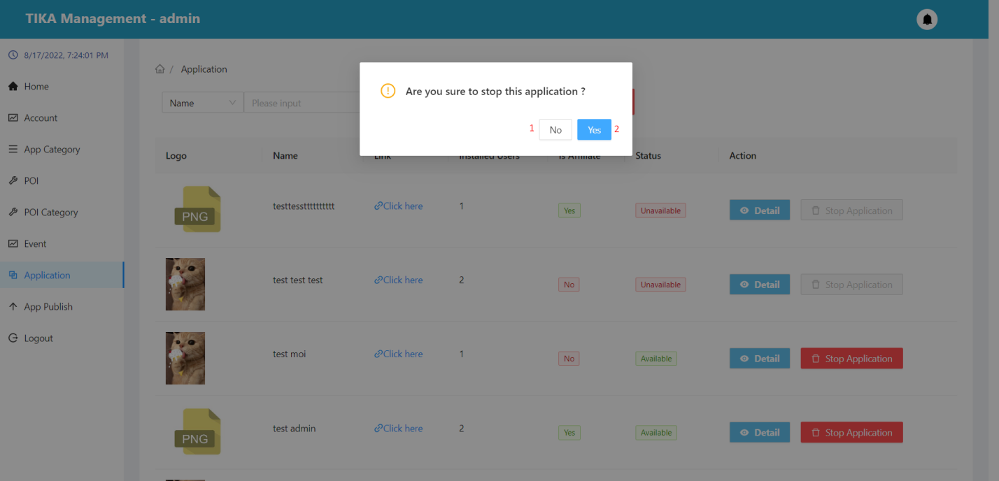 TIKA Management - admin
8/17/2022, 7:24:01 PM
Home
Account
App Category
POI
POI Category
Event
Application
App Publish
Logout
/ Application
Name Please input
Are you sure to stop this application ?
1 No Yes 2
Logo Name Link Installed Users Is Affiliate Status Action
PNG testtessttttttttttt Click here 1 Yes Unavailable Detail Stop Application
test test test Click here 2 No Unavailable Detail Stop Application
test moi Click here 1 No Available Detail Stop Application
PNG test admin Click here 2 Yes Available Detail Stop Application